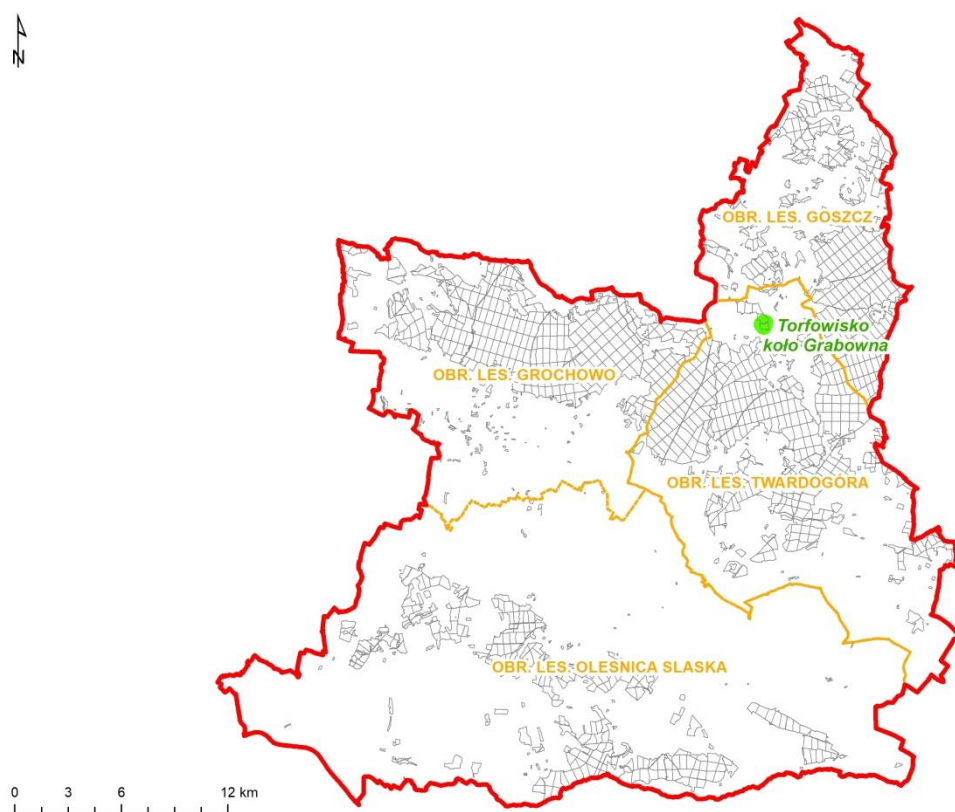 N
OBR. LES. GOSZCZ
Torfowisko
koło Grabowna
OBR. LES. GROCHOWO
OBR. LES. TWARDOGÓRA
OBR. LES. OLESNICA SLASKA
0 3 6 12 km